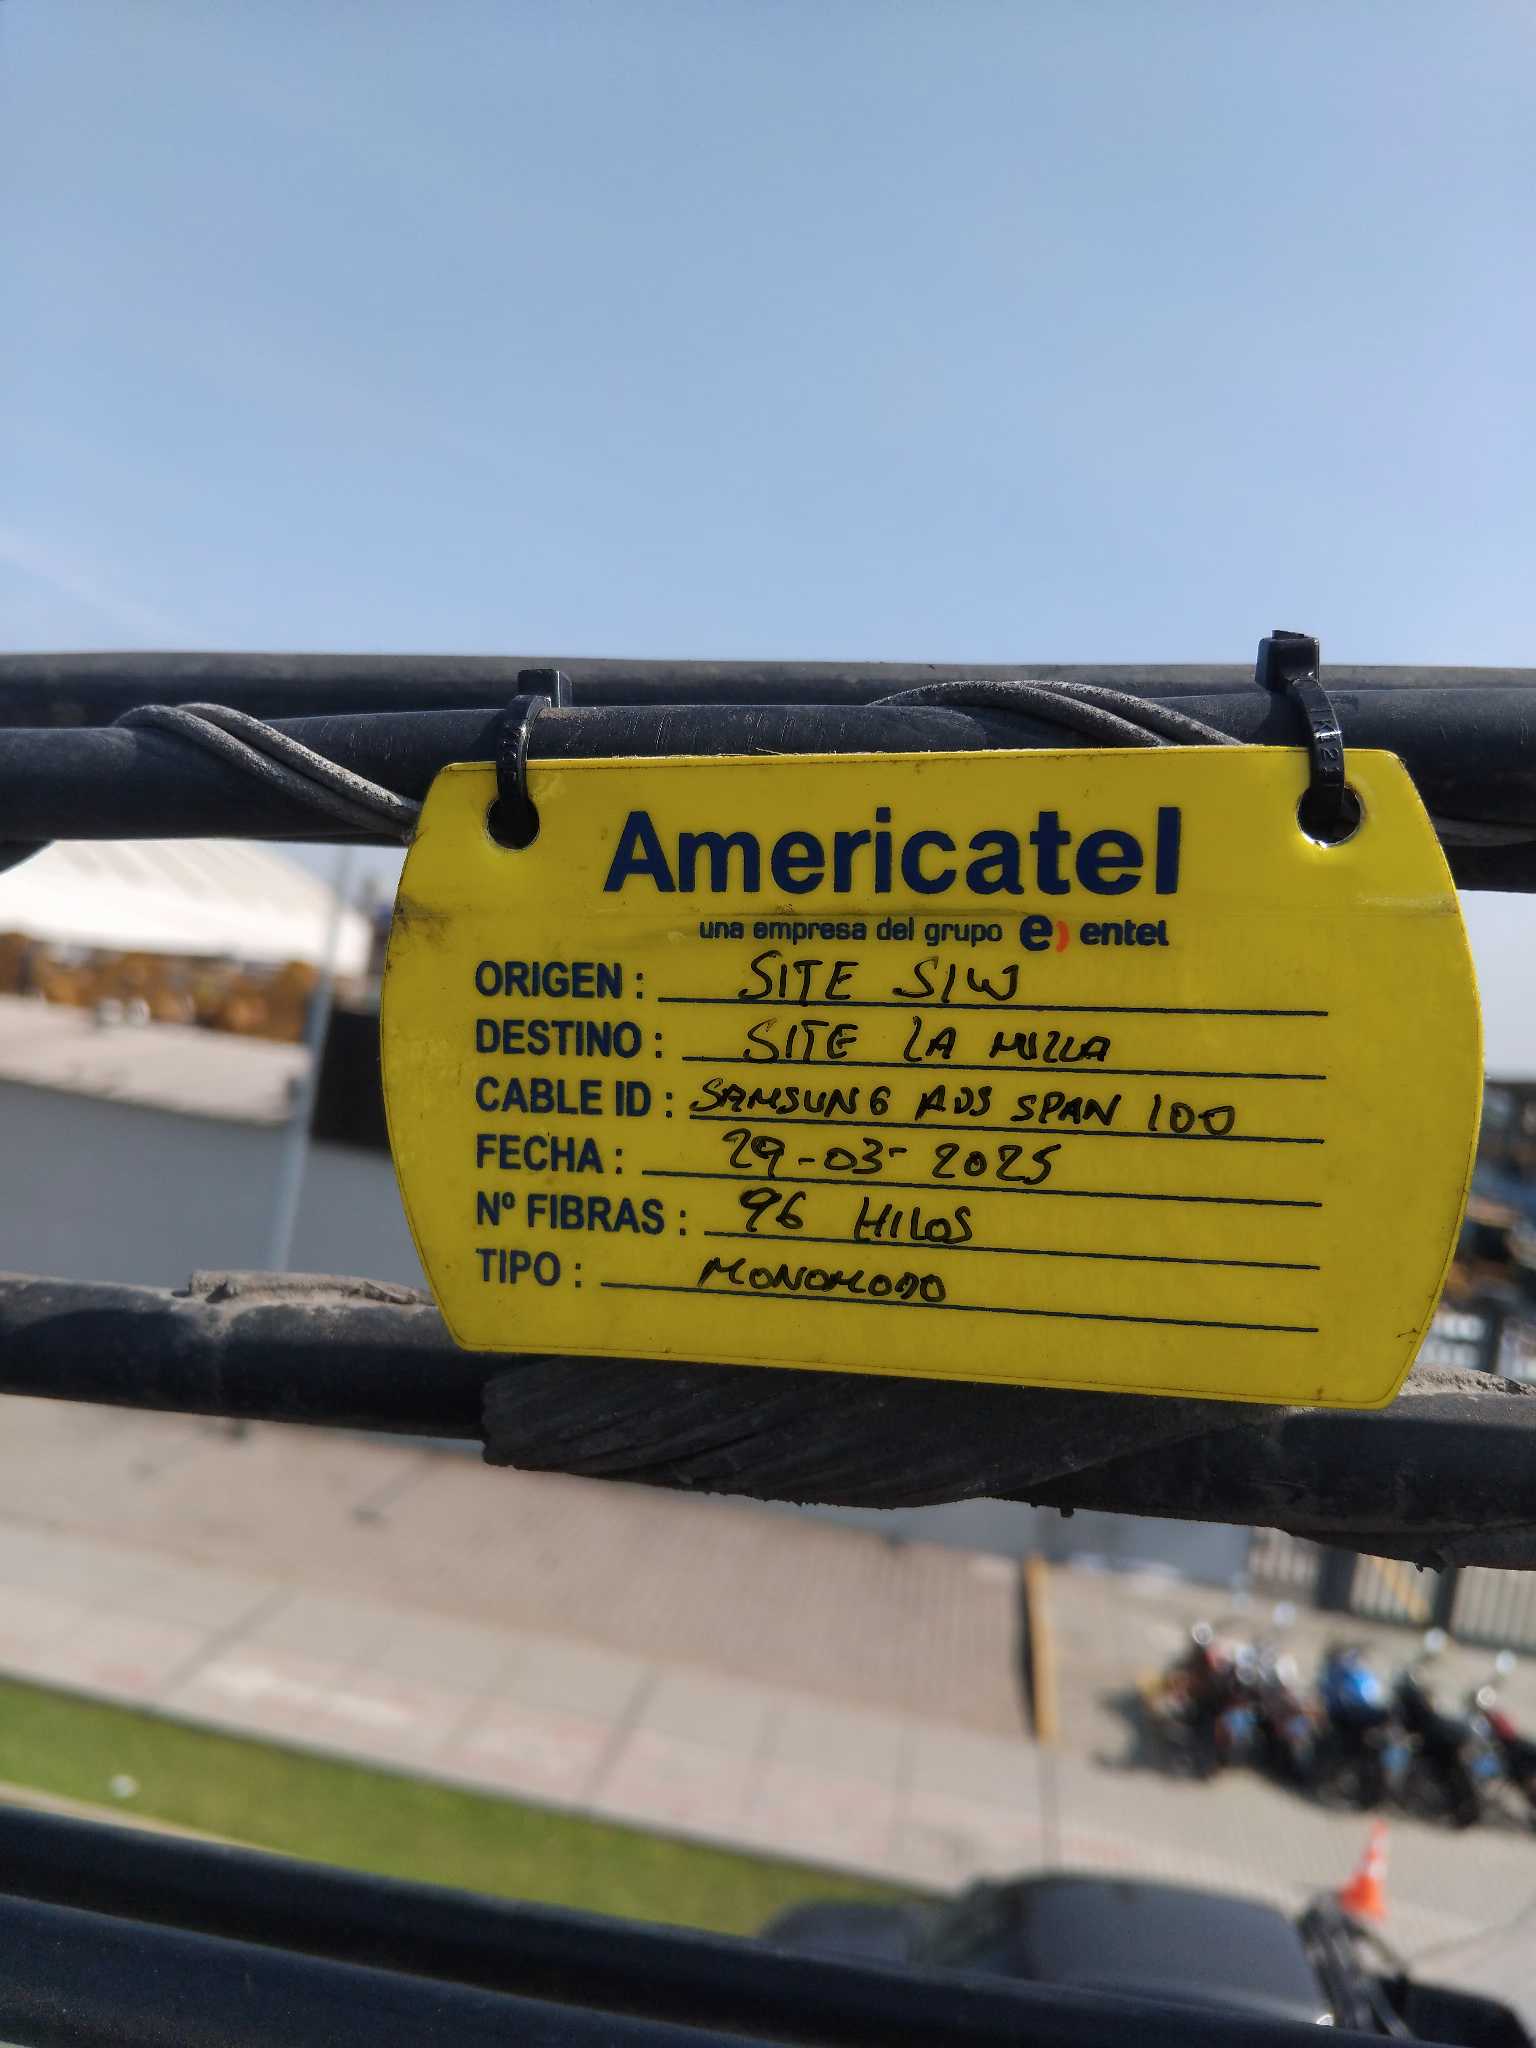 Americatel
una empresa del grupo e) entel
ORIGEN : SITE SIW
DESTINO : SITE LA MILLA
CABLE ID : SAMSUNG ADS SPAN 100
FECHA : 29-03-2025
Nº FIBRAS : 96 HILOS
TIPO : MONOMODO